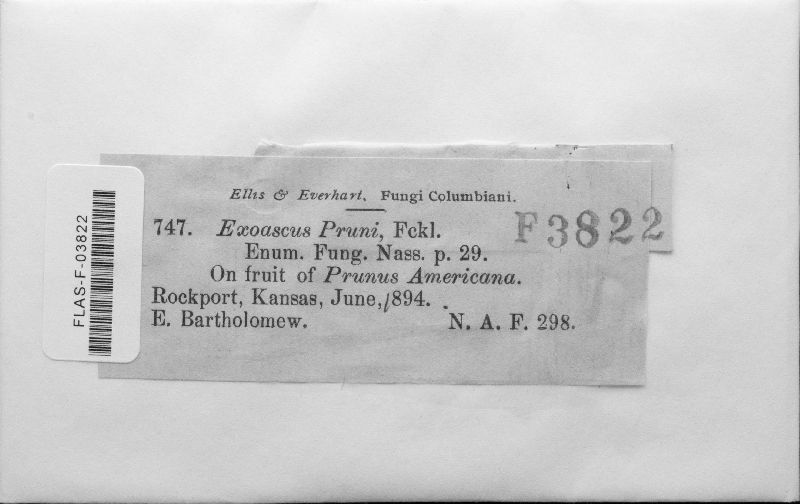 Ellis & Everhart. Fungi Columbiani.
747. Exoascus Pruni, Fckl.
F3822
Enum. Fung. Nass. p. 29.
On fruit of Prunus Americana.
Rockport, Kansas, June, 1894.
E. Bartholomew. N. A. F. 298.
FLAS-F-03822